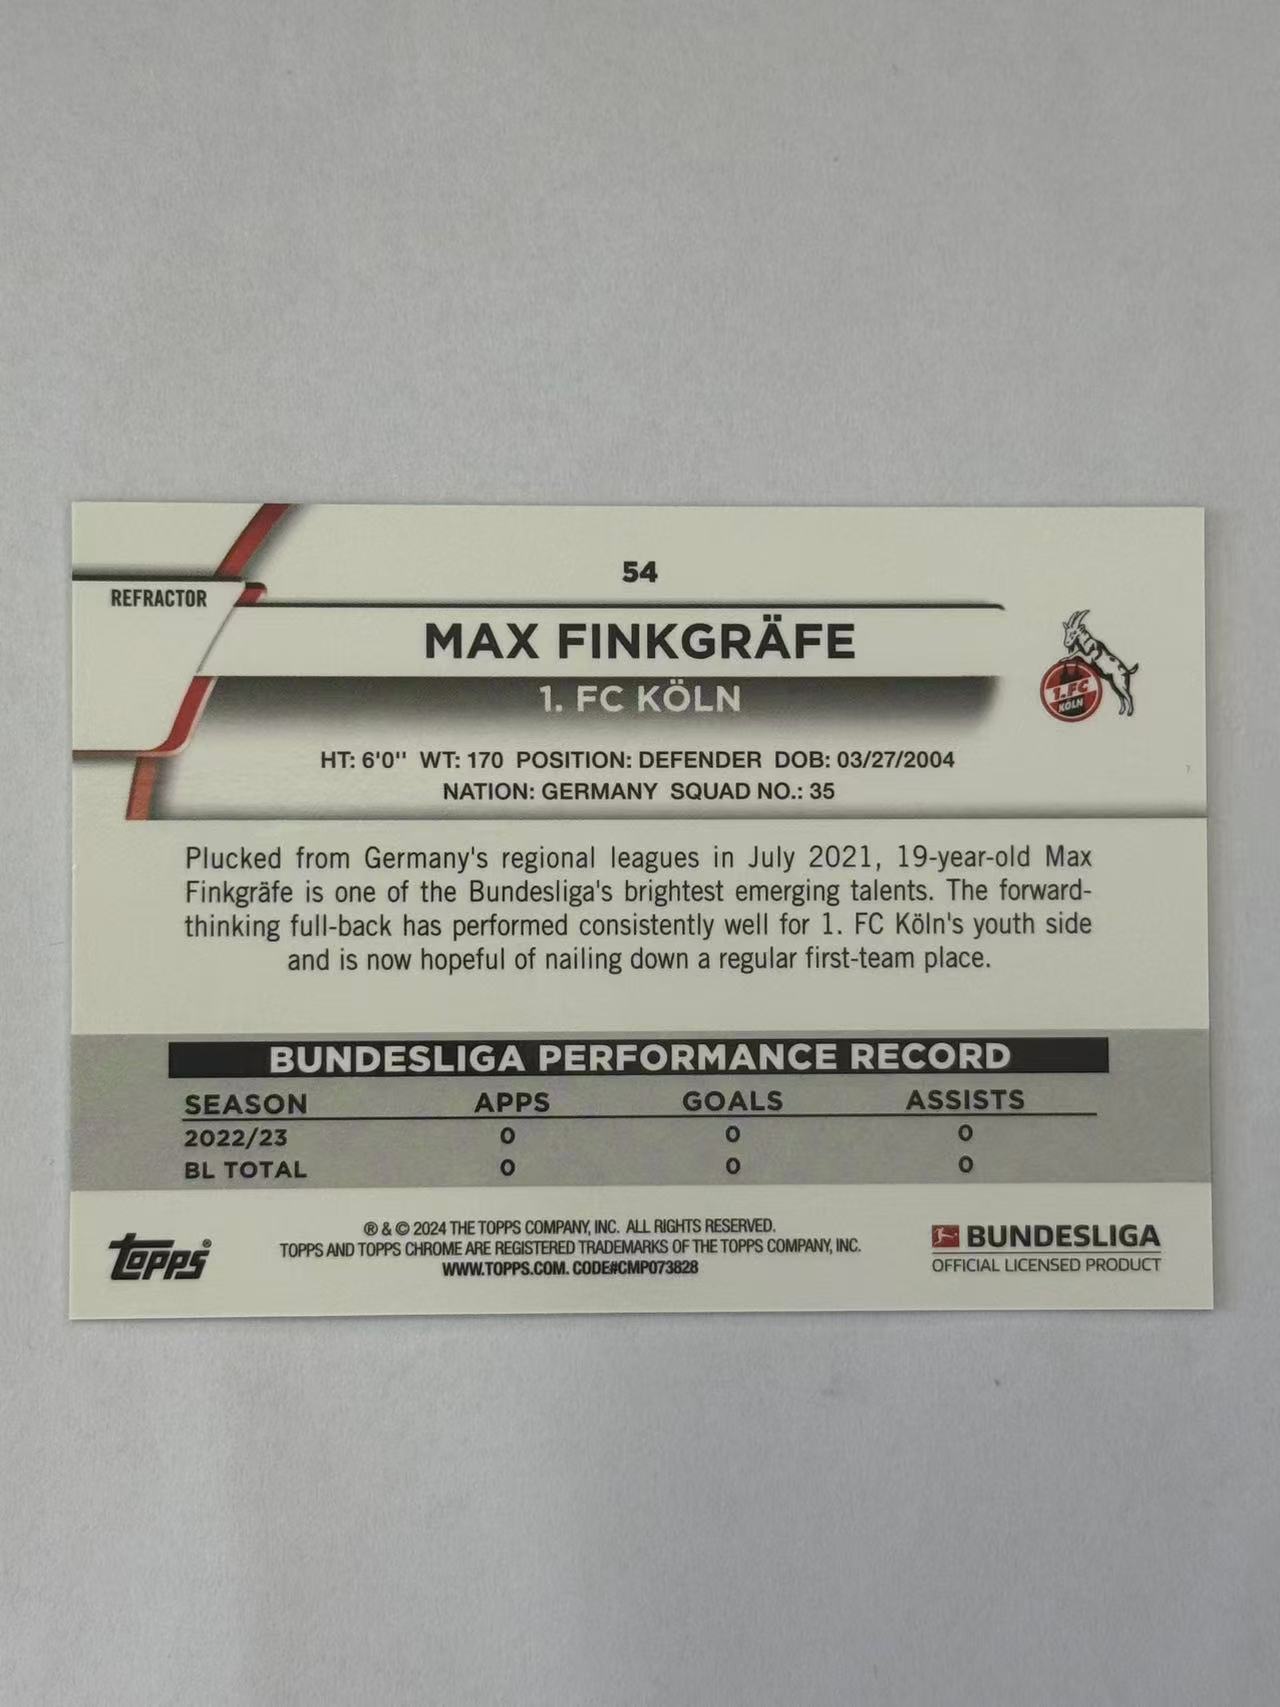 54
REFRACTOR
MAX FINKGRÄFE
1. FC KÖLN
1.FC
KÖLN
HT: 6'0'' WT: 170 POSITION: DEFENDER DOB: 03/27/2004
NATION: GERMANY SQUAD NO.: 35
Plucked from Germany's regional leagues in July 2021, 19-year-old Max
Finkgräfe is one of the Bundesliga's brightest emerging talents. The forward-
thinking full-back has performed consistently well for 1. FC Köln's youth side
and is now hopeful of nailing down a regular first-team place.
BUNDESLIGA PERFORMANCE RECORD
SEASON APPS GOALS ASSISTS
2022/23 0 0 0
BL TOTAL 0 0 0
topps®
® & © 2024 THE TOPPS COMPANY, INC. ALL RIGHTS RESERVED.
TOPPS AND TOPPS CHROME ARE REGISTERED TRADEMARKS OF THE TOPPS COMPANY, INC.
WWW.TOPPS.COM. CODE#CMP073828
BUNDESLIGA
OFFICIAL LICENSED PRODUCT